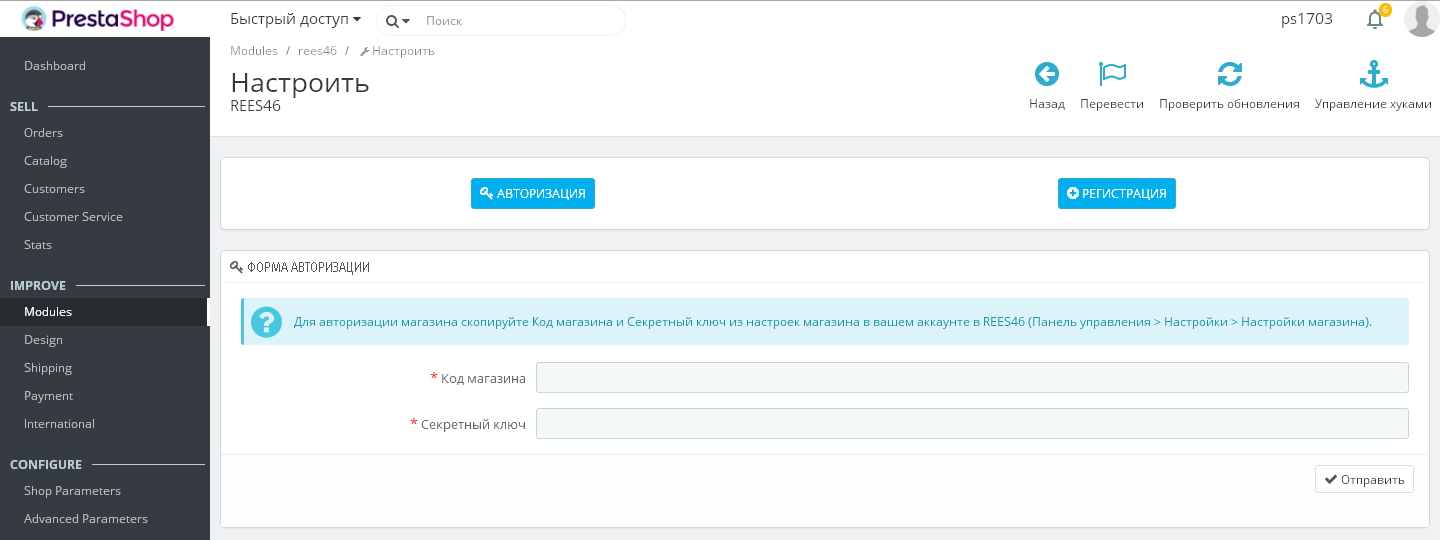 PrestaShop
Быстрый доступ
Поиск
ps1703
6
Dashboard
SELL
Orders
Catalog
Customers
Customer Service
Stats
IMPROVE
Modules
Design
Shipping
Payment
International
CONFIGURE
Shop Parameters
Advanced Parameters
Modules / rees46 / Настроить
Настроить
REES46
Назад
Перевести
Проверить обновления
Управление хуками
АВТОРИЗАЦИЯ
РЕГИСТРАЦИЯ
ФОРМА АВТОРИЗАЦИИ
Для авторизации магазина скопируйте Код магазина и Секретный ключ из настроек магазина в вашем аккаунте в REES46 (Панель управления > Настройки > Настройки магазина).
* Код магазина
* Секретный ключ
Отправить